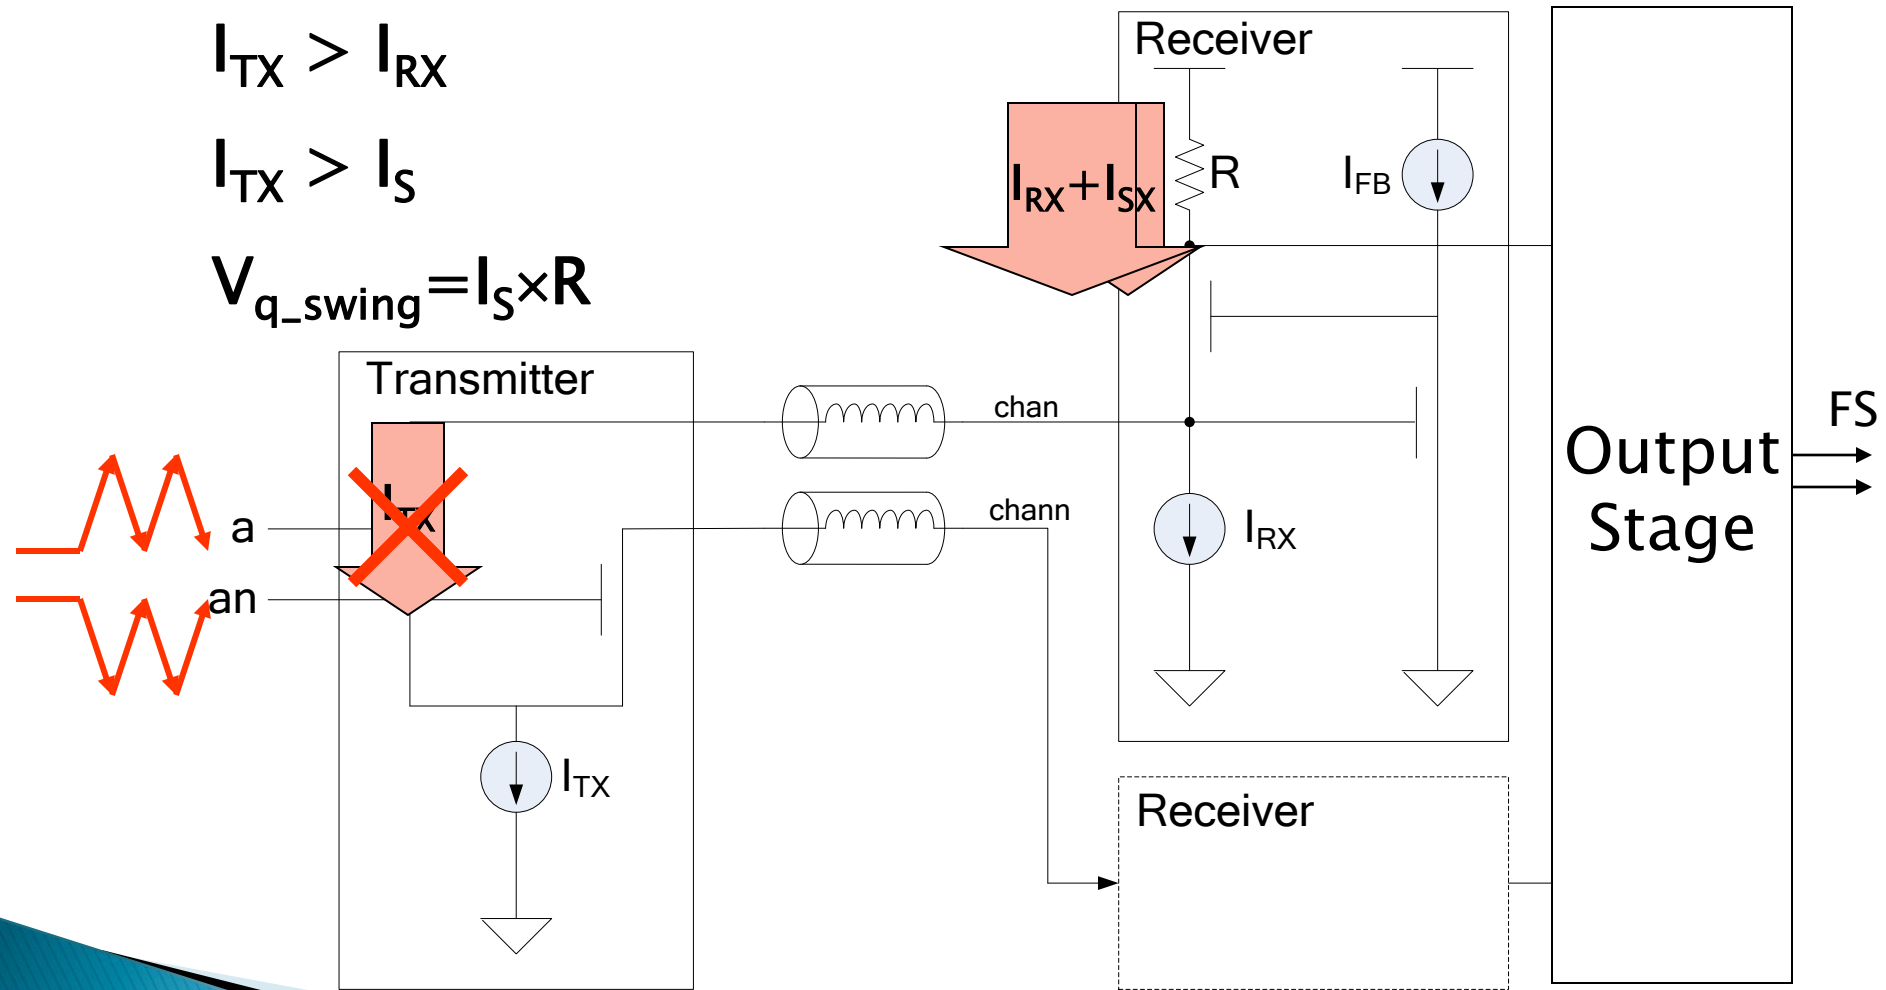 I_TX > I_RX
I_TX > I_S
V_q_swing=I_S×R
Receiver
I_RX+I_SX
R
I_FB
Transmitter
chan
FS
Output
Stage
I_TX
a
chann
I_RX
an
I_TX
Receiver